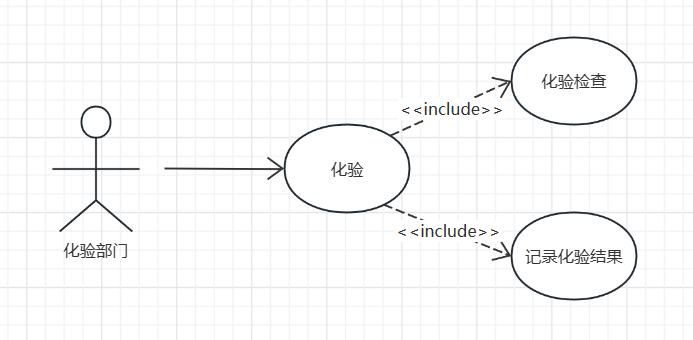 化验检查
<<include>>
化验
<<include>>
化验部门
记录化验结果